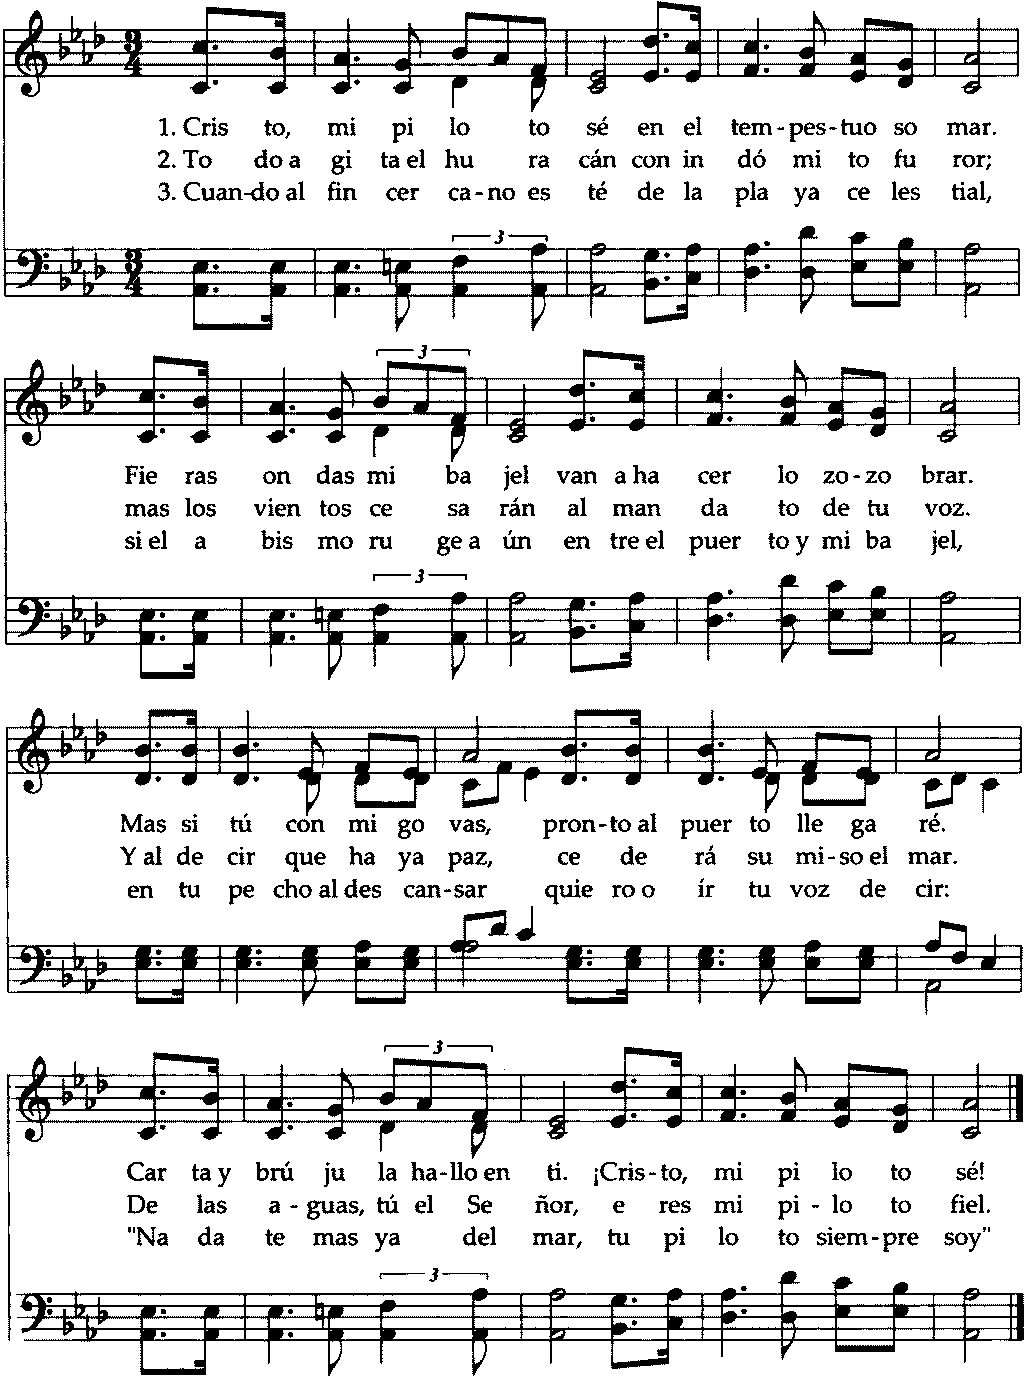 1. Cris to, mi pi lo to sé en el tem-pes-tuo so mar.
2. To do a gi ta el hu ra cán con in dó mi to fu ror;
3. Cuan-do al fin cer ca-no es té de la pla ya ce les tial,
3
3
Fie ras on das mi ba jel van a ha cer lo zo-zo brar.
mas los vien tos ce sa rán al man da to de tu voz.
si el a bis mo ru ge a ún en tre el puer to y mi ba jel,
3
Mas si tú con mi go vas, pron-to al puer to lle ga ré.
Y al de cir que ha ya paz, ce de rá su mi-so el mar.
en tu pe cho al des can-sar quie ro o ír tu voz de cir:
3
Car ta y brú ju la ha-llo en ti. ¡Cris-to, mi pi lo to sé!
De las a-guas, tú el Se ñor, e res mi pi-lo to fiel.
"Na da te mas ya del mar, tu pi lo to siem-pre soy"
3